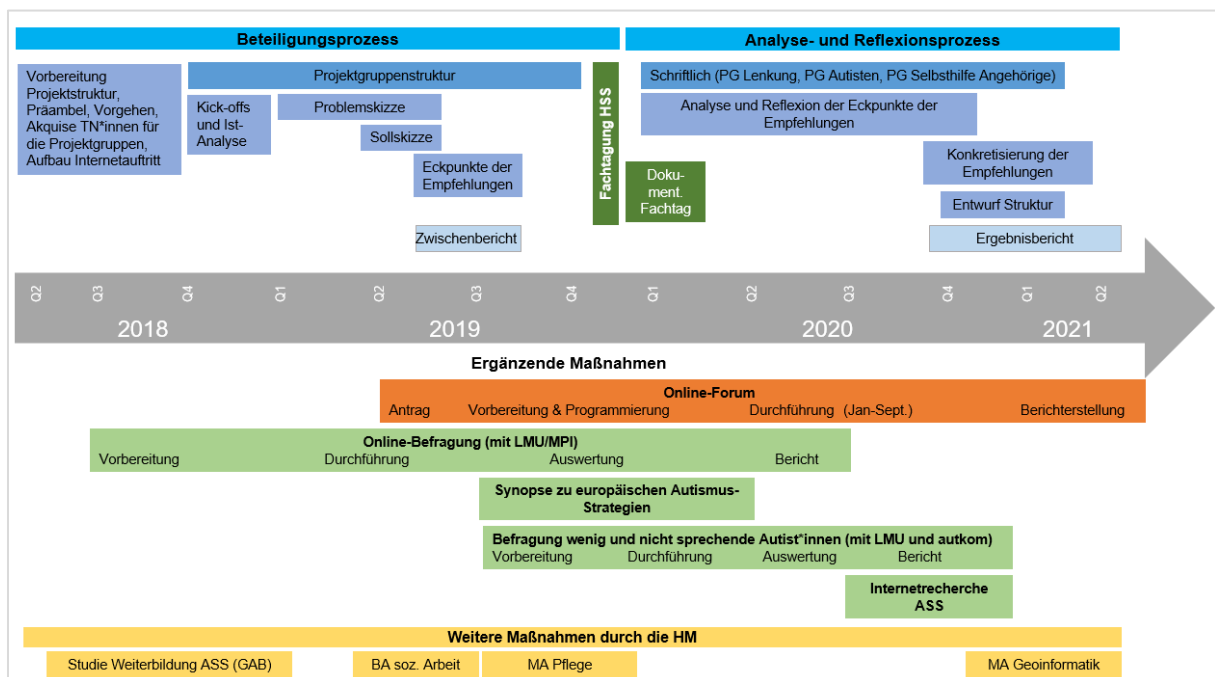 Beteiligungsprozess
Analyse- und Reflexionsprozess
Vorbereitung
Projektstruktur,
Präambel, Vorgehen,
Akquise TN*innen für
die Projektgruppen,
Aufbau Internetauftritt
Projektgruppenstruktur
Kick-offs
und Ist-
Analyse
Problemskizze
Sollskizze
Eckpunkte der
Empfehlungen
Zwischenbericht
Fachtagung HSS
Schriftlich (PG Lenkung, PG Autisten, PG Selbsthilfe Angehörige)
Analyse und Reflexion der Eckpunkte der
Empfehlungen
Doku-
ment.
Fachtag
Konkretisierung der
Empfehlungen
Entwurf Struktur
Ergebnisbericht
Q2 Q3 Q4 Q1 Q2 Q3 Q4 Q1 Q2 Q3 Q4 Q1 Q2
2018 2019 2020 2021
Ergänzende Maßnahmen
Online-Forum
Antrag Vorbereitung & Programmierung Durchführung (Jan-Sept.) Berichterstellung
Online-Befragung (mit LMU/MPI)
Vorbereitung Durchführung Auswertung Bericht
Synopse zu europäischen Autismus-
Strategien
Befragung wenig und nicht sprechende Autist*innen (mit LMU und autkom)
Vorbereitung Durchführung Auswertung Bericht
Internetrecherche
ASS
Weitere Maßnahmen durch die HM
Studie Weiterbildung ASS (GAB) BA soz. Arbeit MA Pflege MA Geoinformatik